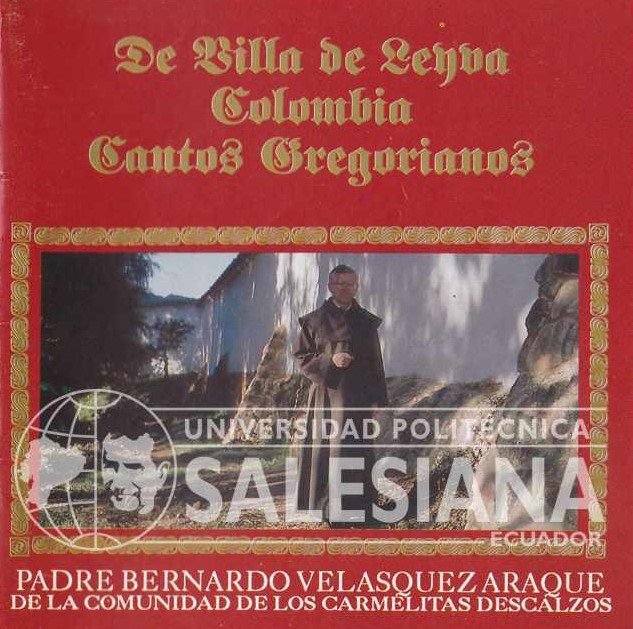 De Villa de Leyva
Colombia
Cantos Gregorianos
UNIVERSIDAD POLITÉCNICA
SALESIANA
ECUADOR
PADRE BERNARDO VELASQUEZ ARAQUE
DE LA COMUNIDAD DE LOS CARMELITAS DESCALZOS